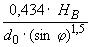 0,434· H_B
d_0· (sin φ)^1,5